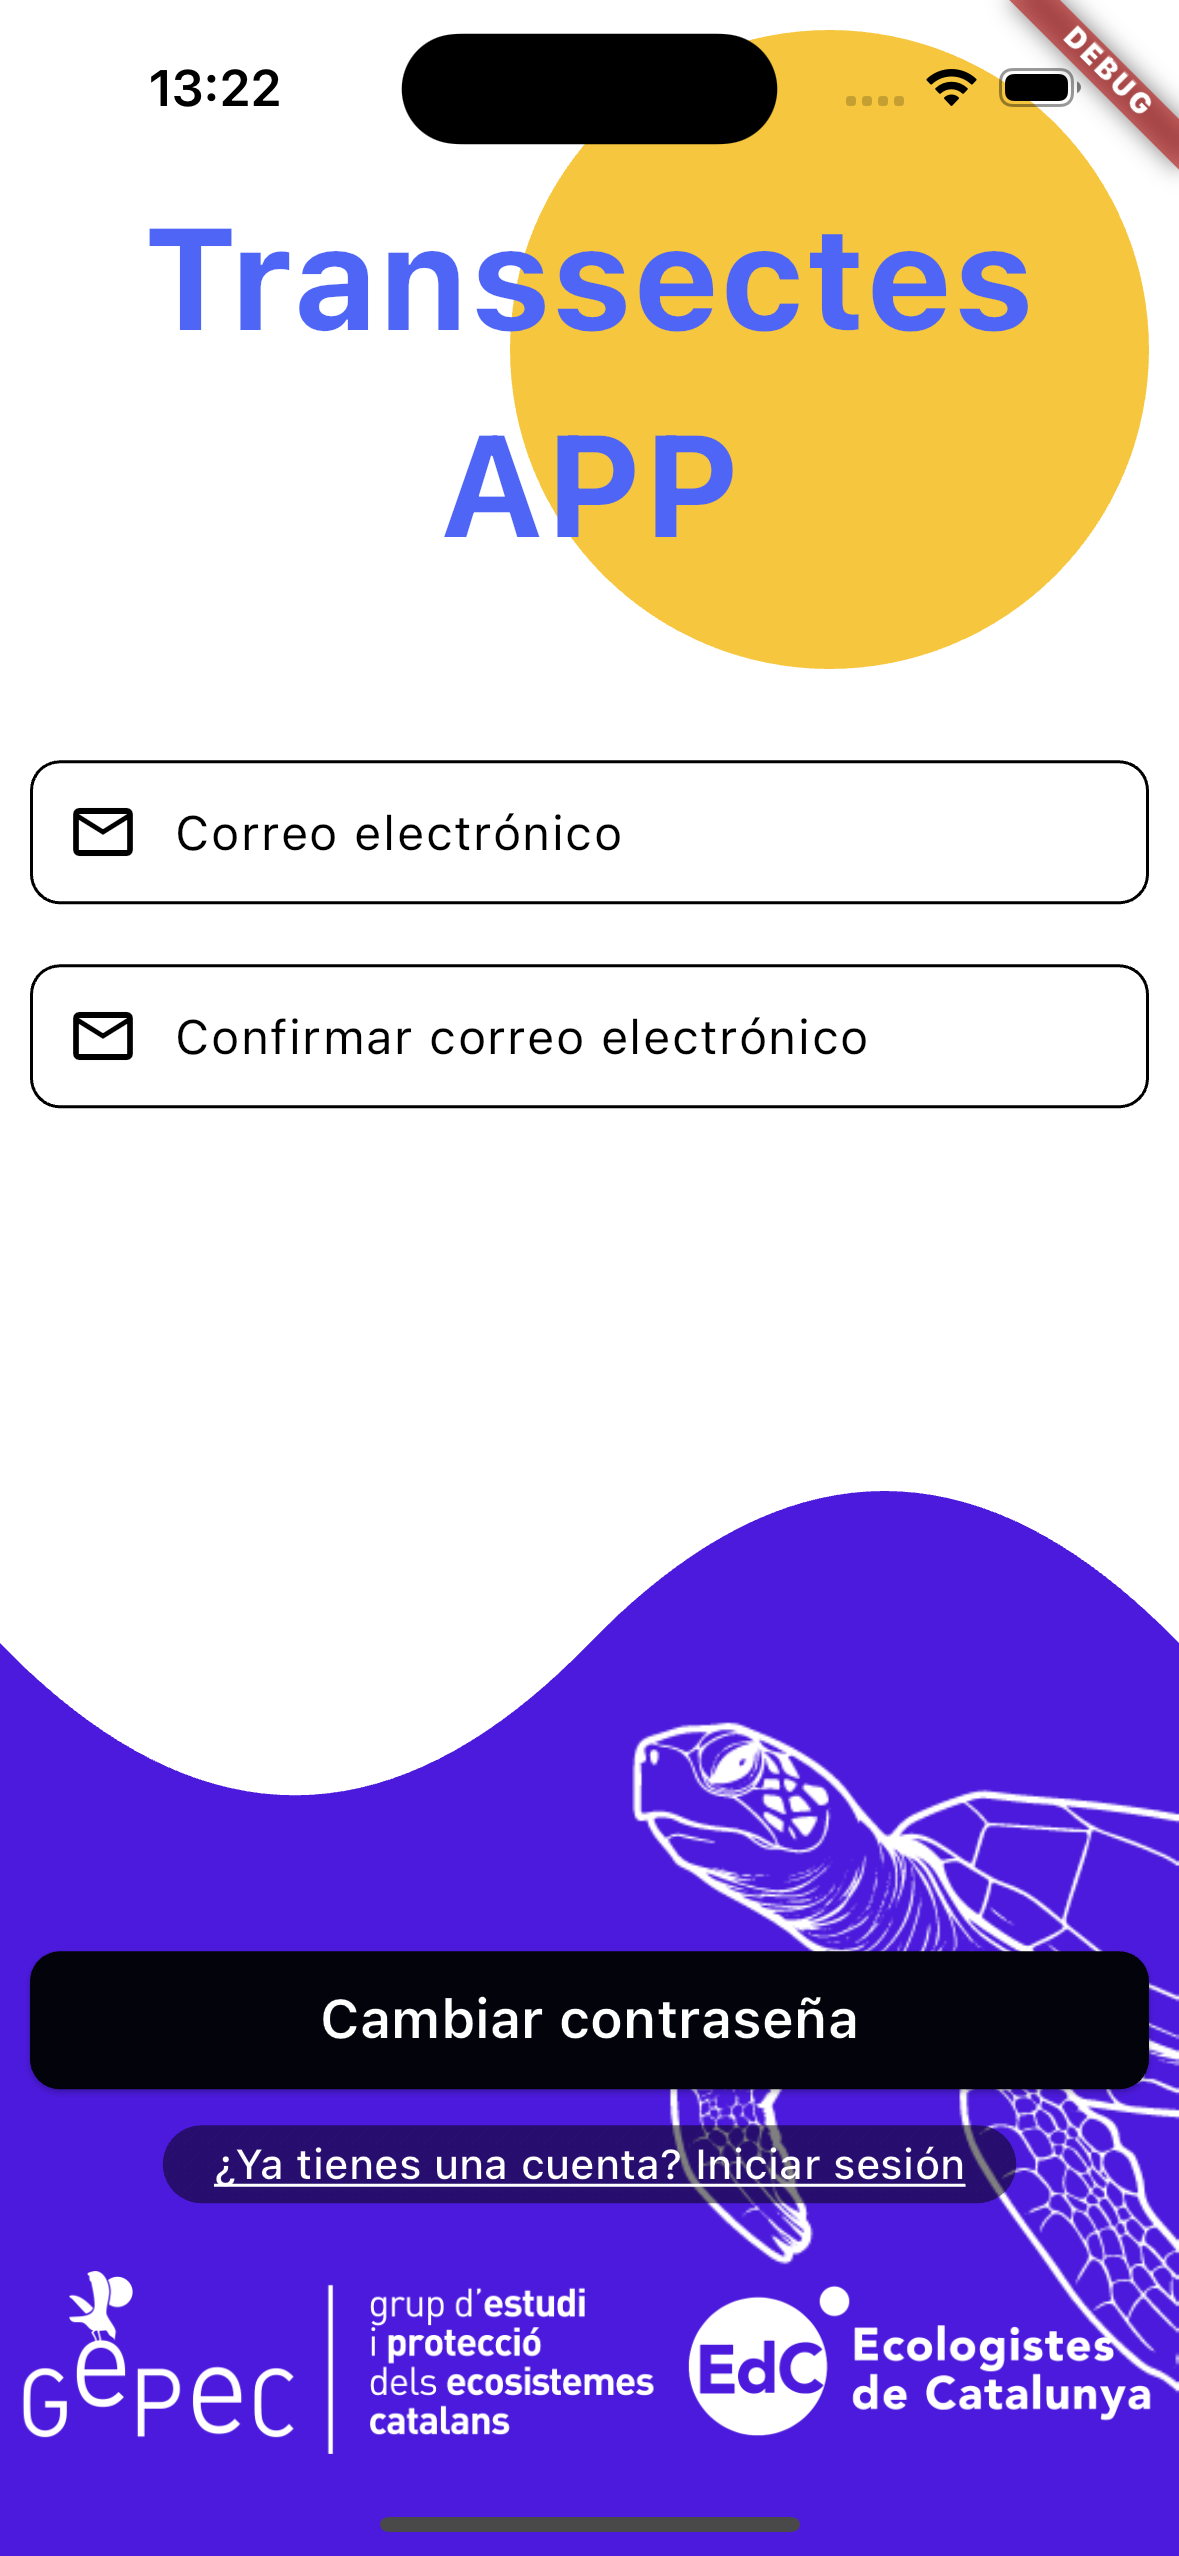 13:22
DEBUG
Transsectes
APP
Correo electrónico
Confirmar correo electrónico
Cambiar contraseña
¿Ya tienes una cuenta? Iniciar sesión
GePeC
grup d'estudi
i protecció
dels ecosistemes
catalans
EdC
Ecologistes
de Catalunya